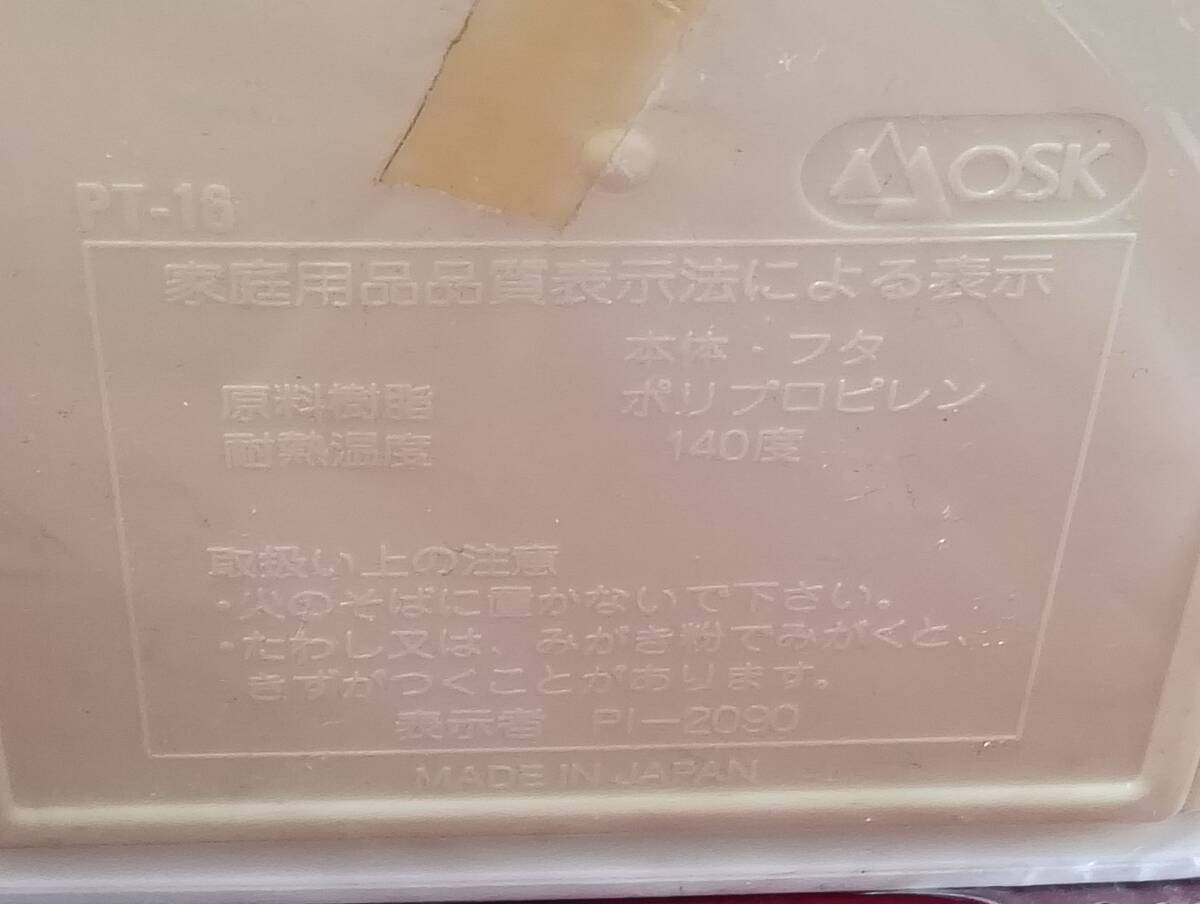 PT-16
OSK
家庭用品品質表示法による表示
本体・フタ
原料樹脂 ポリプロピレン
耐熱温度 140度
取扱い上の注意
・火のそばに置かないで下さい。
・たわし又は、みがき粉でみがくと、
きずがつくことがあります。
表示者 PI-2090
MADE IN JAPAN